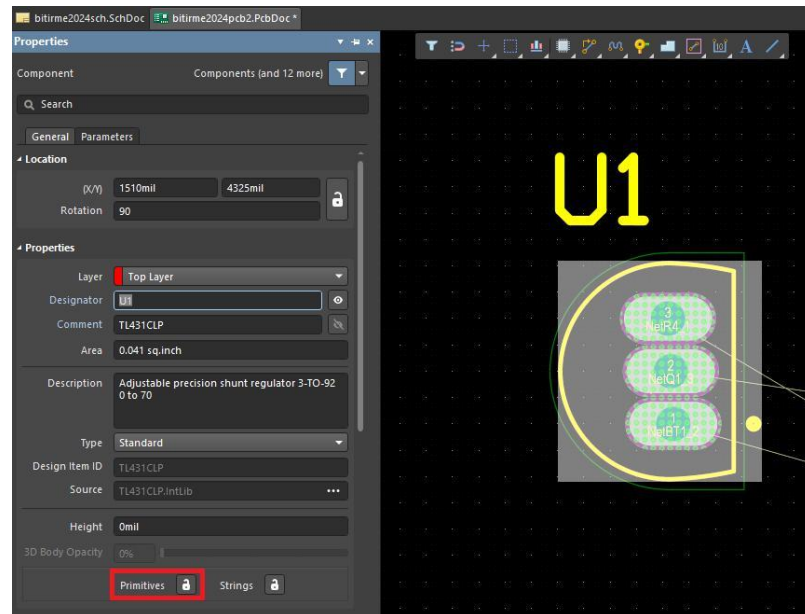 bitirme2024sch.SchDoc bitirme2024pcb2.PcbDoc *
Properties
Component Components (and 12 more)
Search
General Parameters
Location
(X/Y) 1510mil 4325mil
Rotation 90
Properties
Layer Top Layer
Designator U1
Comment TL431CLP
Area 0.041 sq.inch
Description Adjustable precision shunt regulator 3-TO-92
0 to 70
Type Standard
Design Item ID TL431CLP
Source TL431CLP.IntLib
Height 0mil
3D Body Opacity 0%
Primitives Strings
A
U1
3
2
1